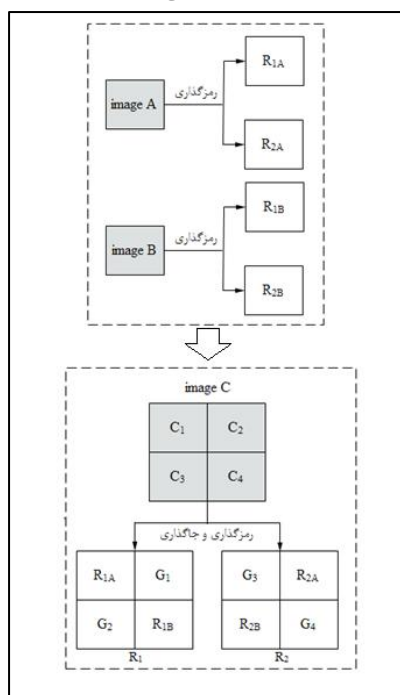 R1A
image A
رمزگذاری
R2A
R1B
image B
رمزگذاری
R2B
image C
C1 C2
C3 C4
رمزگذاری و جاگذاری
R1A G1 G3 R2A
G2 R1B R2B G4
R1 R2